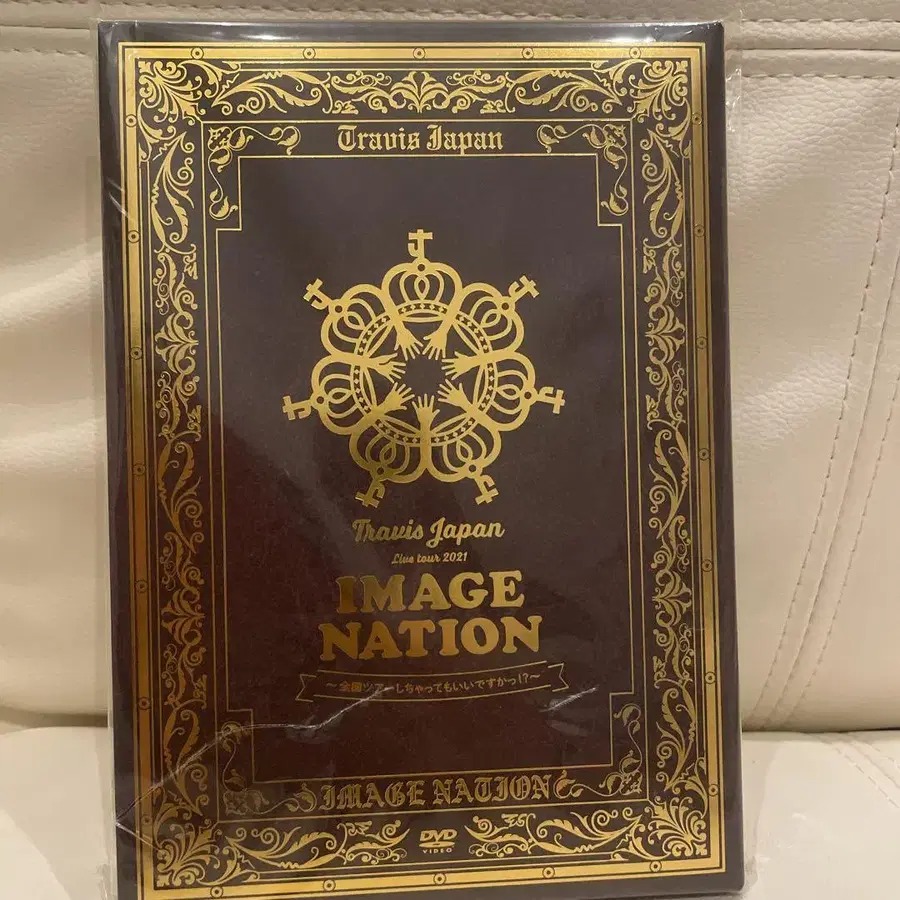 Travis Japan
Travis Japan
Live tour 2021
IMAGE
NATION
～全国ツアーしちゃってもいいですかっ!?～
IMAGE NATION
DVD
VIDEO